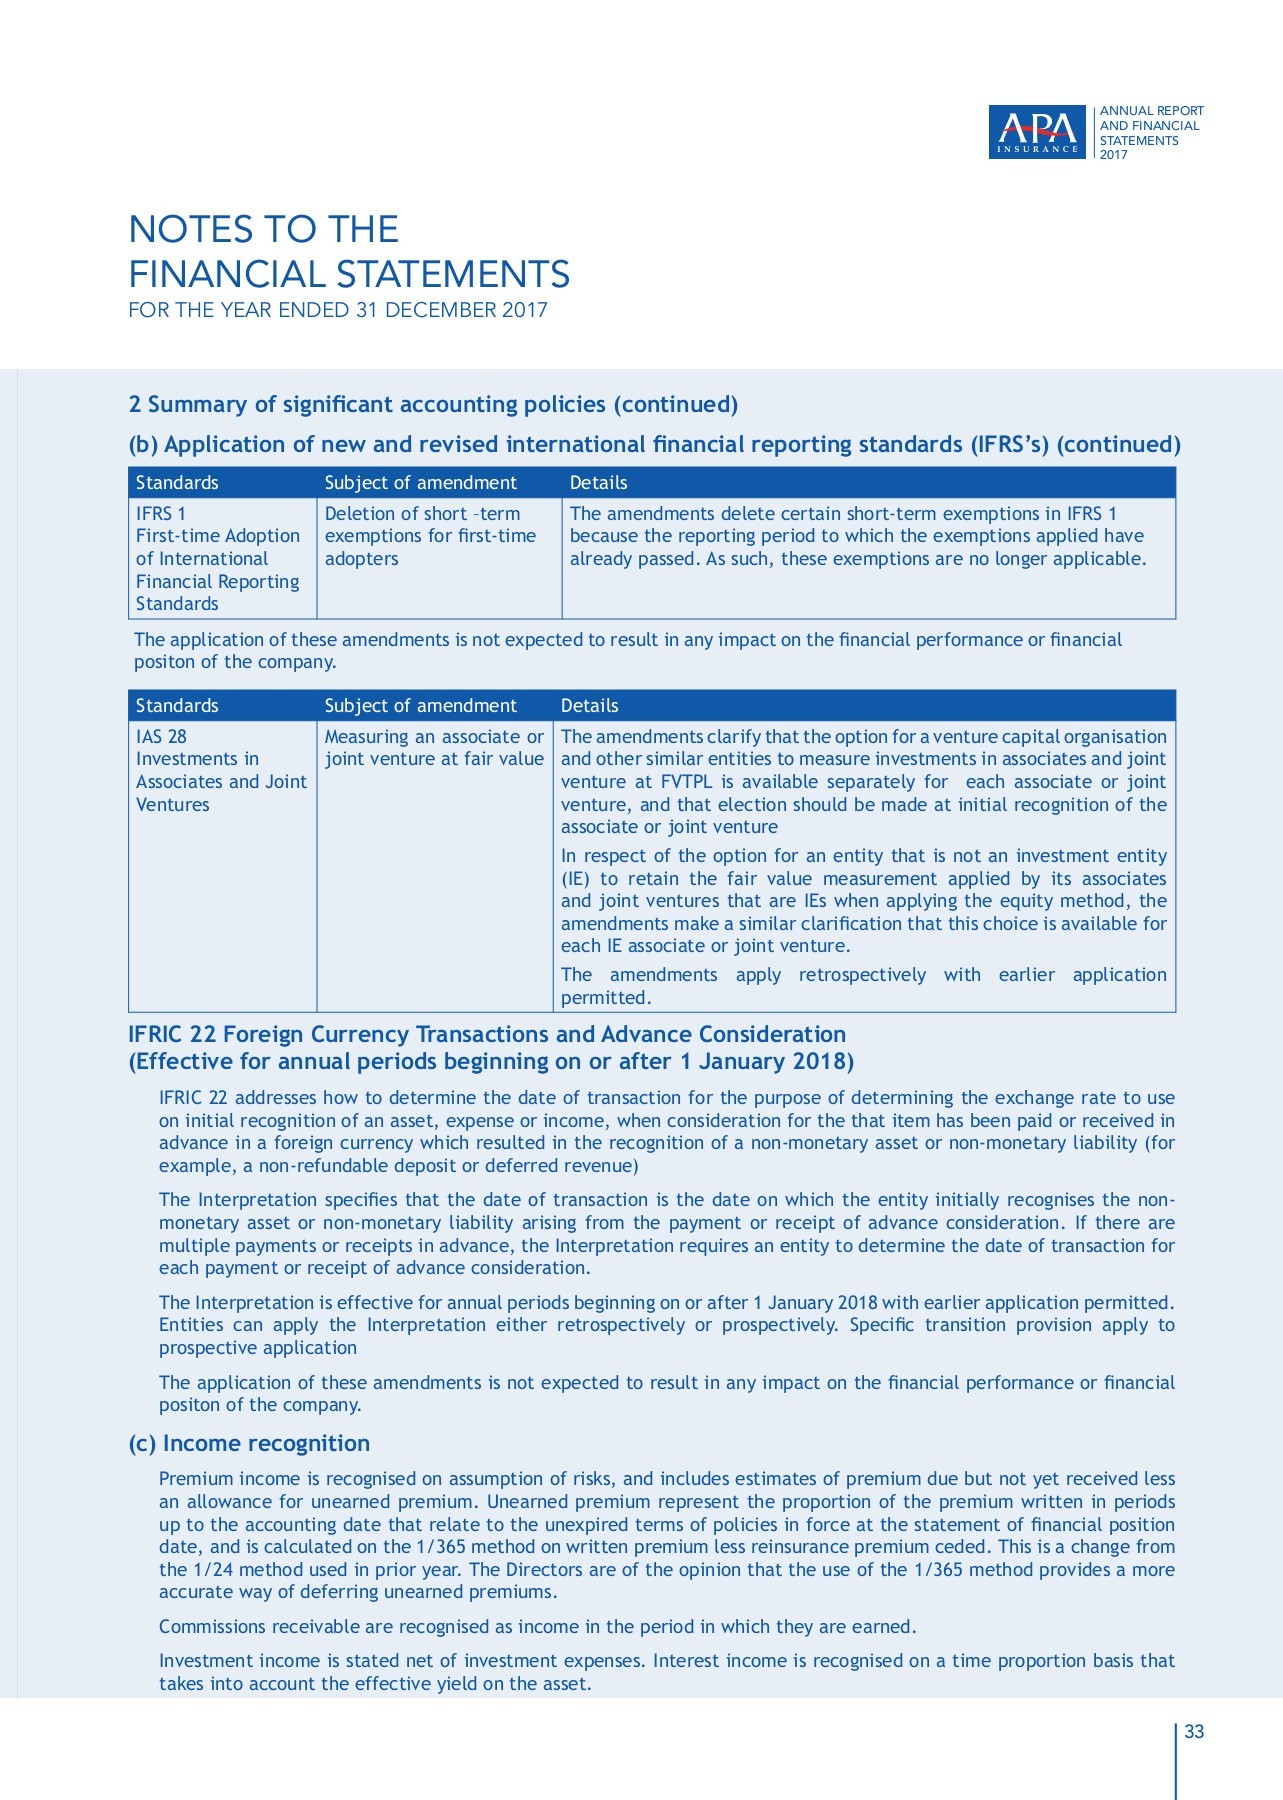 APA
INSURANCE
ANNUAL REPORT
AND FINANCIAL
STATEMENTS
2017
NOTES TO THE
FINANCIAL STATEMENTS
FOR THE YEAR ENDED 31 DECEMBER 2017
2 Summary of significant accounting policies (continued)
(b) Application of new and revised international financial reporting standards (IFRS’s) (continued)
Standards Subject of amendment Details
IFRS 1
First-time Adoption
of International
Financial Reporting
Standards
Deletion of short –term
exemptions for first-time
adopters
The amendments delete certain short-term exemptions in IFRS 1
because the reporting period to which the exemptions applied have
already passed. As such, these exemptions are no longer applicable.
The application of these amendments is not expected to result in any impact on the financial performance or financial
positon of the company.
Standards Subject of amendment Details
IAS 28
Investments in
Associates and Joint
Ventures
Measuring an associate or
joint venture at fair value
The amendments clarify that the option for a venture capital organisation
and other similar entities to measure investments in associates and joint
venture at FVTPL is available separately for each associate or joint
venture, and that election should be made at initial recognition of the
associate or joint venture
In respect of the option for an entity that is not an investment entity
(IE) to retain the fair value measurement applied by its associates
and joint ventures that are IEs when applying the equity method, the
amendments make a similar clarification that this choice is available for
each IE associate or joint venture.
The amendments apply retrospectively with earlier application
permitted.
IFRIC 22 Foreign Currency Transactions and Advance Consideration
(Effective for annual periods beginning on or after 1 January 2018)
IFRIC 22 addresses how to determine the date of transaction for the purpose of determining the exchange rate to use
on initial recognition of an asset, expense or income, when consideration for the that item has been paid or received in
advance in a foreign currency which resulted in the recognition of a non-monetary asset or non-monetary liability (for
example, a non-refundable deposit or deferred revenue)
The Interpretation specifies that the date of transaction is the date on which the entity initially recognises the non-
monetary asset or non-monetary liability arising from the payment or receipt of advance consideration. If there are
multiple payments or receipts in advance, the Interpretation requires an entity to determine the date of transaction for
each payment or receipt of advance consideration.
The Interpretation is effective for annual periods beginning on or after 1 January 2018 with earlier application permitted.
Entities can apply the Interpretation either retrospectively or prospectively. Specific transition provision apply to
prospective application
The application of these amendments is not expected to result in any impact on the financial performance or financial
positon of the company.
(c) Income recognition
Premium income is recognised on assumption of risks, and includes estimates of premium due but not yet received less
an allowance for unearned premium. Unearned premium represent the proportion of the premium written in periods
up to the accounting date that relate to the unexpired terms of policies in force at the statement of financial position
date, and is calculated on the 1/365 method on written premium less reinsurance premium ceded. This is a change from
the 1/24 method used in prior year. The Directors are of the opinion that the use of the 1/365 method provides a more
accurate way of deferring unearned premiums.
Commissions receivable are recognised as income in the period in which they are earned.
Investment income is stated net of investment expenses. Interest income is recognised on a time proportion basis that
takes into account the effective yield on the asset.
33